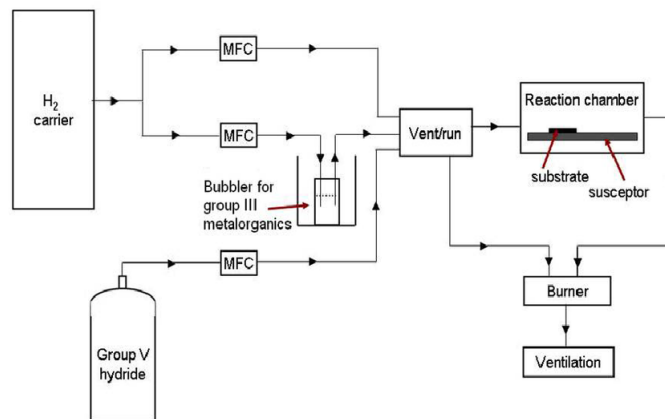 MFC
H2
carrier
MFC
Vent/run
Reaction chamber
substrate
susceptor
Bubbler for
group III
metalorganics
MFC
Burner
Group V
hydride
Ventilation